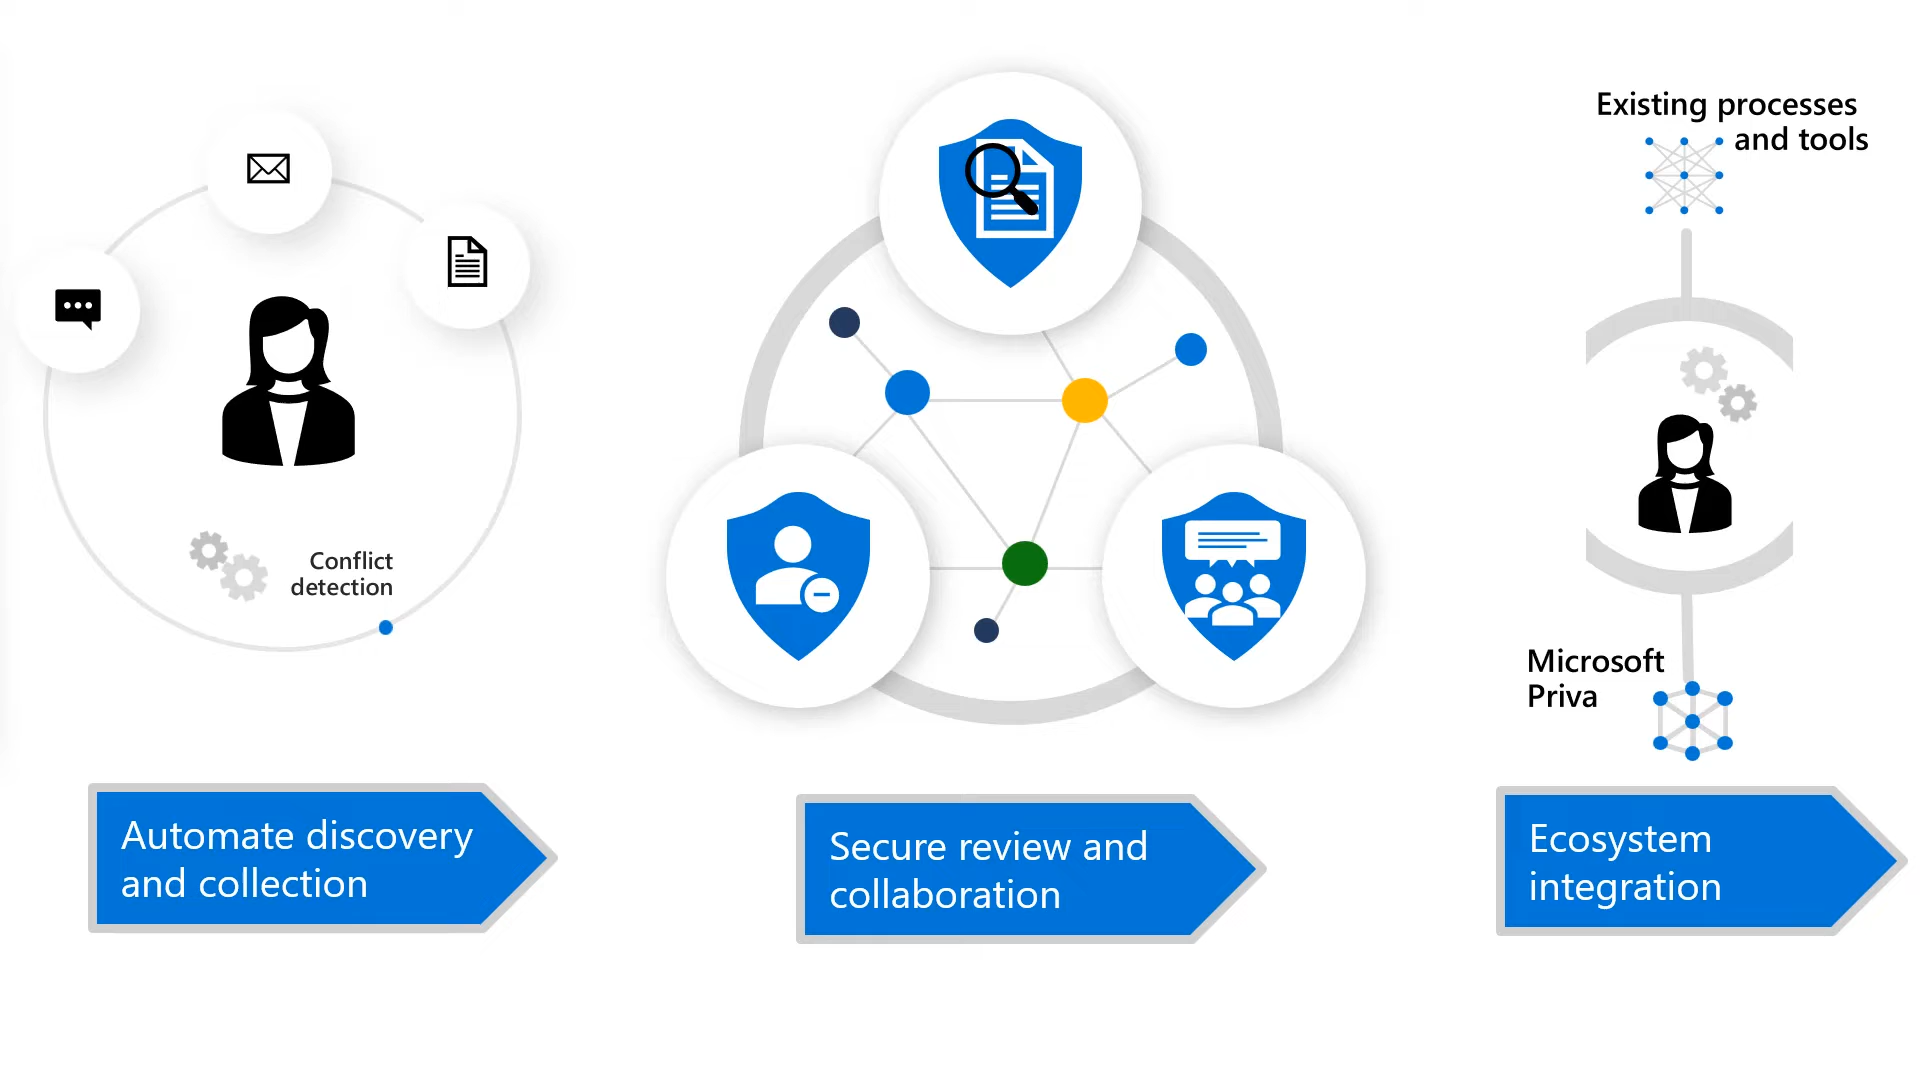 Conflict
detection
Automate discovery
and collection
Secure review and
collaboration
Existing processes
and tools
Microsoft
Priva
Ecosystem
integration